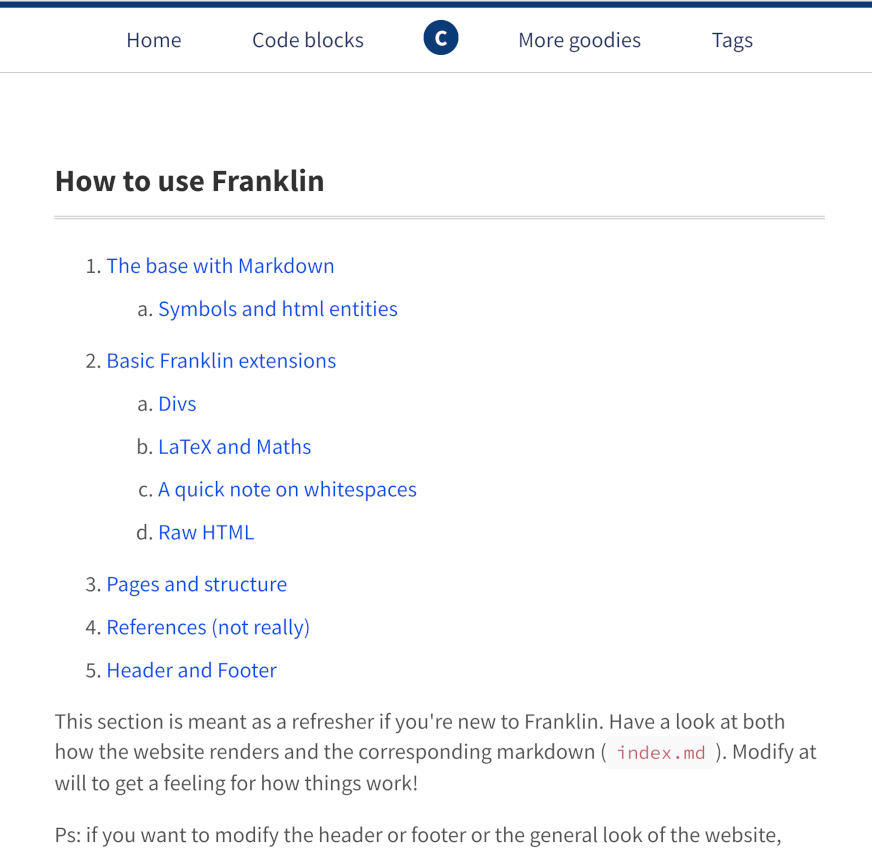 Home Code blocks C More goodies Tags
How to use Franklin
1. The base with Markdown
a. Symbols and html entities
2. Basic Franklin extensions
a. Divs
b. LaTeX and Maths
c. A quick note on whitespaces
d. Raw HTML
3. Pages and structure
4. References (not really)
5. Header and Footer
This section is meant as a refresher if you're new to Franklin. Have a look at both
how the website renders and the corresponding markdown ( index.md ). Modify at
will to get a feeling for how things work!
Ps: if you want to modify the header or footer or the general look of the website,